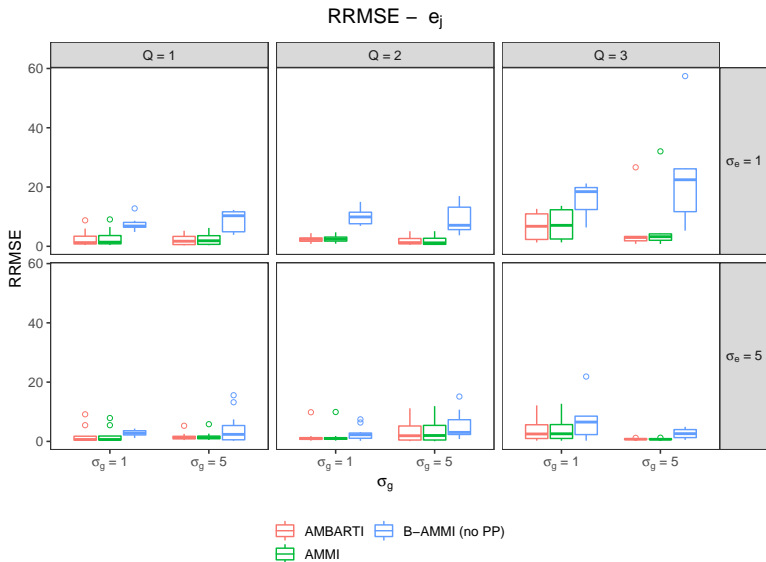 RRMSE − e_j
Q = 1
Q = 2
Q = 3
RRMSE
60
40
20
0
σ_e = 1
60
40
20
0
σ_e = 5
σ_g = 1
σ_g = 5
σ_g = 1
σ_g = 5
σ_g = 1
σ_g = 5
σ_g
AMBARTI
B−AMMI (no PP)
AMMI